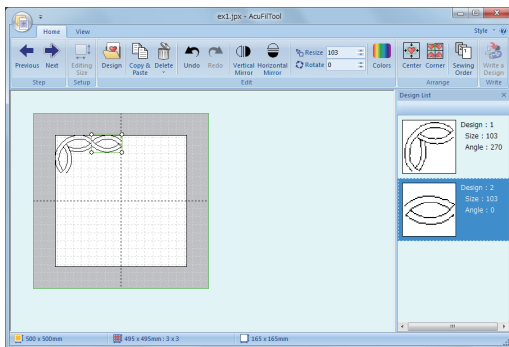 ex1.jpx - AcuFilTool
Home View Style
Previous Next Editing Size Design Copy & Paste Delete Undo Redo Vertical Mirror Horizontal Mirror Resize 103 Rotate 0 Colors Center Corner Sewing Order Write a Design
Step Setup Edit Arrange Write
Design List
Design : 1
Size : 103
Angle : 270
Design : 2
Size : 103
Angle : 0
500 x 500mm 495 x 495mm : 3 x 3 165 x 165mm